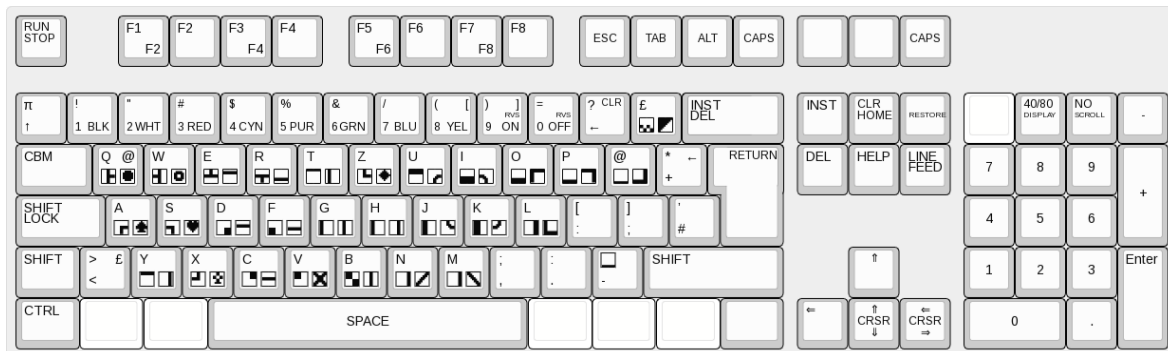 RUN STOP F1 F2 F2 F3 F4 F4 F5 F6 F6 F7 F8 F8 ESC TAB ALT CAPS CAPS
π ↑ ! 1 BLK " 2 WHT # 3 RED $ 4 CYN % 5 PUR & 6 GRN / 7 BLU ( [ 8 YEL ) ] 9 RVS ON = 0 RVS OFF ? CLR ← £ INST DEL INST CLR HOME RESTORE 40/80 DISPLAY NO SCROLL -
CBM Q @ W E R T Z U I O P @ * ← + RETURN DEL HELP LINE FEED 7 8 9 +
SHIFT LOCK A S D F G H J K L [ : ] ; ' # 4 5 6
SHIFT > £ < Y X C V B N M ; , : . - SHIFT ⇑ 1 2 3 Enter
CTRL SPACE ⇐ ⇑ CRSR ⇓ ⇐ CRSR ⇒ 0 .